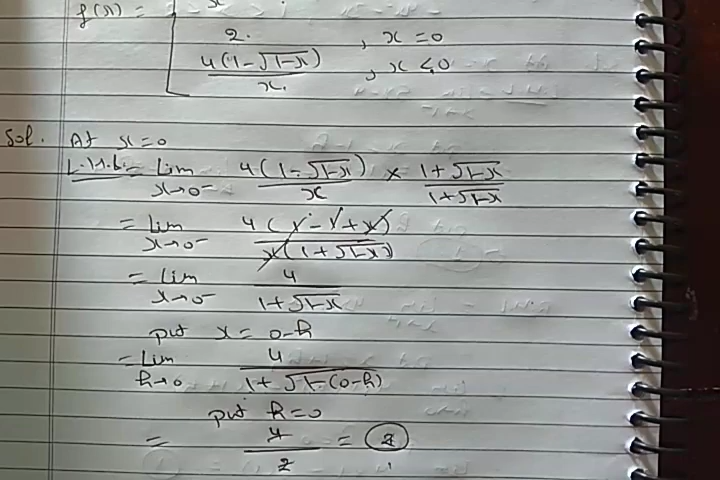 f(x) =
2. , x = 0
4(1-√1-x)/x. , x < 0
Sol. At x = 0
L.H.L = Lim x→0- 4(1-√1-x)/x × 1+√1-x/1+√1-x
= Lim x→0- 4(1-1+x)/x(1+√1-x)
= Lim x→0- 4/1+√1-x
put x = 0-h
= Lim h→0 4/1+√1-(0-h)
put h = 0
= 4/2 = 2